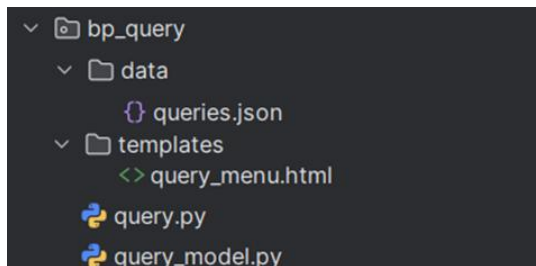 bp_query
data
{} queries.json
templates
<> query_menu.html
query.py
query_model.py